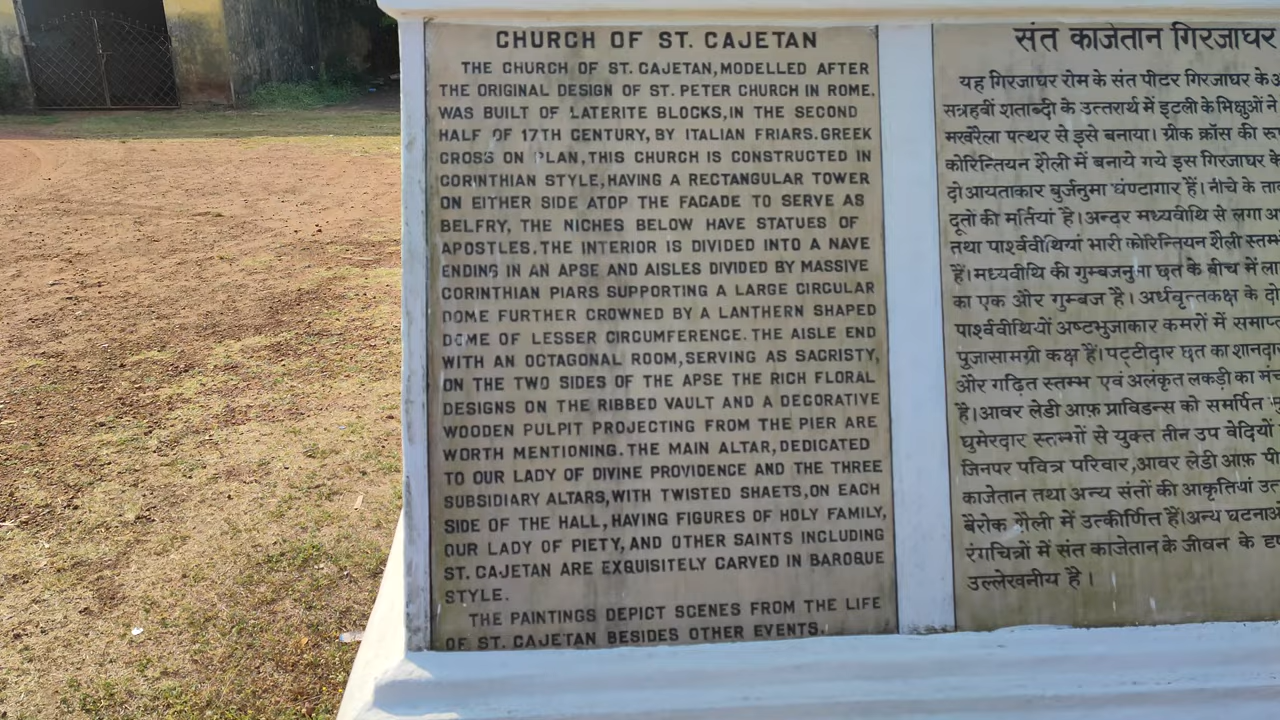 CHURCH OF ST. CAJETAN
THE CHURCH OF ST. CAJETAN, MODELLED AFTER
THE ORIGINAL DESIGN OF ST. PETER CHURCH IN ROME.
WAS BUILT OF LATERITE BLOCKS, IN THE SECOND
HALF OF 17TH CENTURY, BY ITALIAN FRIARS. GREEK
CROSS ON PLAN, THIS CHURCH IS CONSTRUCTED IN
CORINTHIAN STYLE, HAVING A RECTANGULAR TOWER
ON EITHER SIDE ATOP THE FACADE TO SERVE AS
BELFRY, THE NICHES BELOW HAVE STATUES OF
APOSTLES. THE INTERIOR IS DIVIDED INTO A NAVE
ENDING IN AN APSE AND AISLES DIVIDED BY MASSIVE
CORINTHIAN PIARS SUPPORTING A LARGE CIRCULAR
DOME FURTHER CROWNED BY A LANTHERN SHAPED
DOME OF LESSER CIRCUMFERENCE. THE AISLE END
WITH AN OCTAGONAL ROOM, SERVING AS SACRISTY,
ON THE TWO SIDES OF THE APSE THE RICH FLORAL
DESIGNS ON THE RIBBED VAULT AND A DECORATIVE
WOODEN PULPIT PROJECTING FROM THE PIER ARE
WORTH MENTIONING. THE MAIN ALTAR, DEDICATED
TO OUR LADY OF DIVINE PROVIDENCE AND THE THREE
SUBSIDIARY ALTARS, WITH TWISTED SHAETS, ON EACH
SIDE OF THE HALL, HAVING FIGURES OF HOLY FAMILY,
OUR LADY OF PIETY, AND OTHER SAINTS INCLUDING
ST. CAJETAN ARE EXQUISITELY CARVED IN BAROQUE
STYLE.
THE PAINTINGS DEPICT SCENES FROM THE LIFE
OF ST. CAJETAN BESIDES OTHER EVENTS.
संत काजेतान गिरजाघर
यह गिरजाघर रोम के संत पीटर गिरजाघर के
सत्रहवीं शताब्दी के उत्तरार्थ में इटली के भिक्षुओं ने
मखरैला पत्थर से इसे बनाया। ग्रीक क्रॉस की
कोरिन्तियन शैली में बनाये गये इस गिरजाघर के
दो आयताकार बुर्जनुमा घंण्टागार हैं। नीचे के
दूतों की मर्तियां है। अन्दर मध्यवीथि से लगा
तथा पार्श्ववीथियां भारी कोरिन्तियन शैली
हैं। मध्यवीथि की गुम्बजनुमा छत के बीच में
का एक और गुम्बज है। अर्धवृन्तकक्ष के दो
पार्श्ववीथियों अष्टभुजाकार कमरों में
पुजासामग्री कक्ष हैं। पट्टीदार छत का
और गढ़ित स्तम्भ एवं अलंकृत लकड़ी का
है। आवर लेडी आफ़ प्राविडन्स को समर्पित
घुमेरदार स्तम्भों से युक्त तीन उप वेदियों
जिनपर पवित्र परिवार, आवर लेडी आफ़
काजेतान तथा अन्य संतों की आकृतियां
बैरोक शैली में उत्कीर्णित हैं। अन्य
रंगचित्रों में संत काजेतान के जीवन के
उल्लेखनीय है।